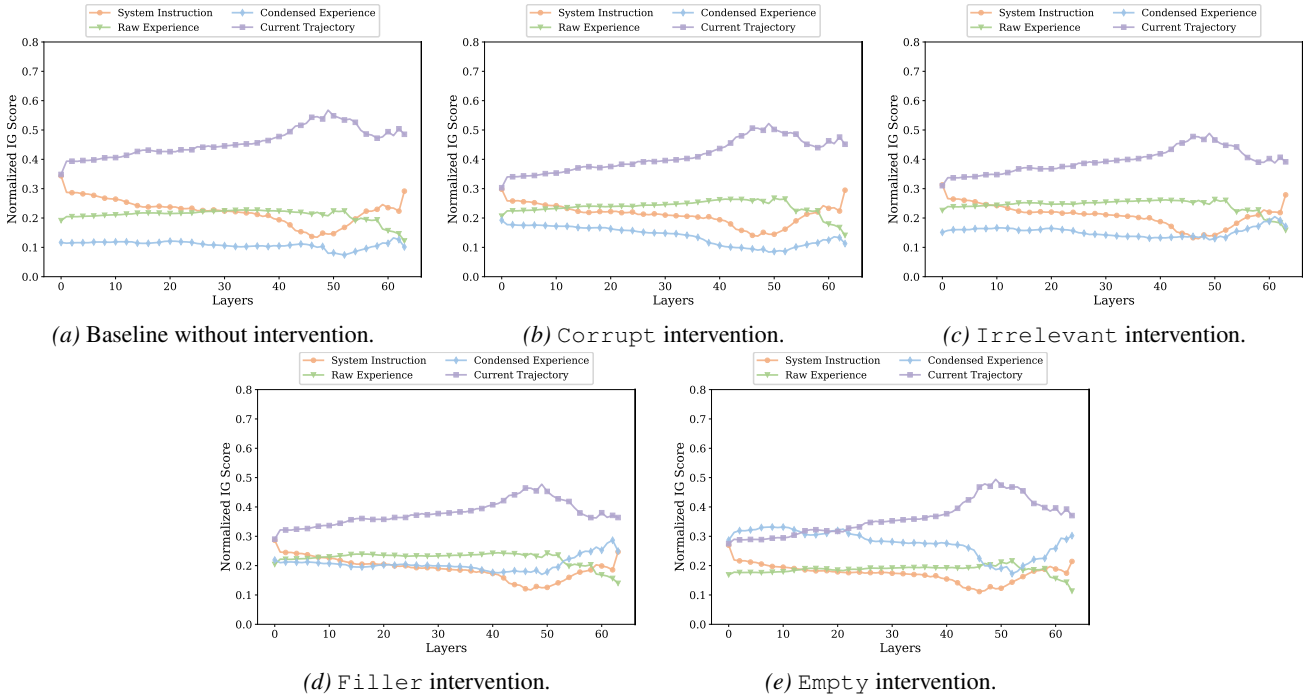 System Instruction
Condensed Experience
Raw Experience
Current Trajectory
0.8
0.7
0.6
0.5
0.4
0.3
0.2
0.1
0.0
Normalized IG Score
0 10 20 30 40 50 60
Layers
(a) Baseline without intervention.
System Instruction
Condensed Experience
Raw Experience
Current Trajectory
0.8
0.7
0.6
0.5
0.4
0.3
0.2
0.1
0.0
Normalized IG Score
0 10 20 30 40 50 60
Layers
(b) Corrupt intervention.
System Instruction
Condensed Experience
Raw Experience
Current Trajectory
0.8
0.7
0.6
0.5
0.4
0.3
0.2
0.1
0.0
Normalized IG Score
0 10 20 30 40 50 60
Layers
(c) Irrelevant intervention.
System Instruction
Condensed Experience
Raw Experience
Current Trajectory
0.8
0.7
0.6
0.5
0.4
0.3
0.2
0.1
0.0
Normalized IG Score
0 10 20 30 40 50 60
Layers
(d) Filler intervention.
System Instruction
Condensed Experience
Raw Experience
Current Trajectory
0.8
0.7
0.6
0.5
0.4
0.3
0.2
0.1
0.0
Normalized IG Score
0 10 20 30 40 50 60
Layers
(e) Empty intervention.